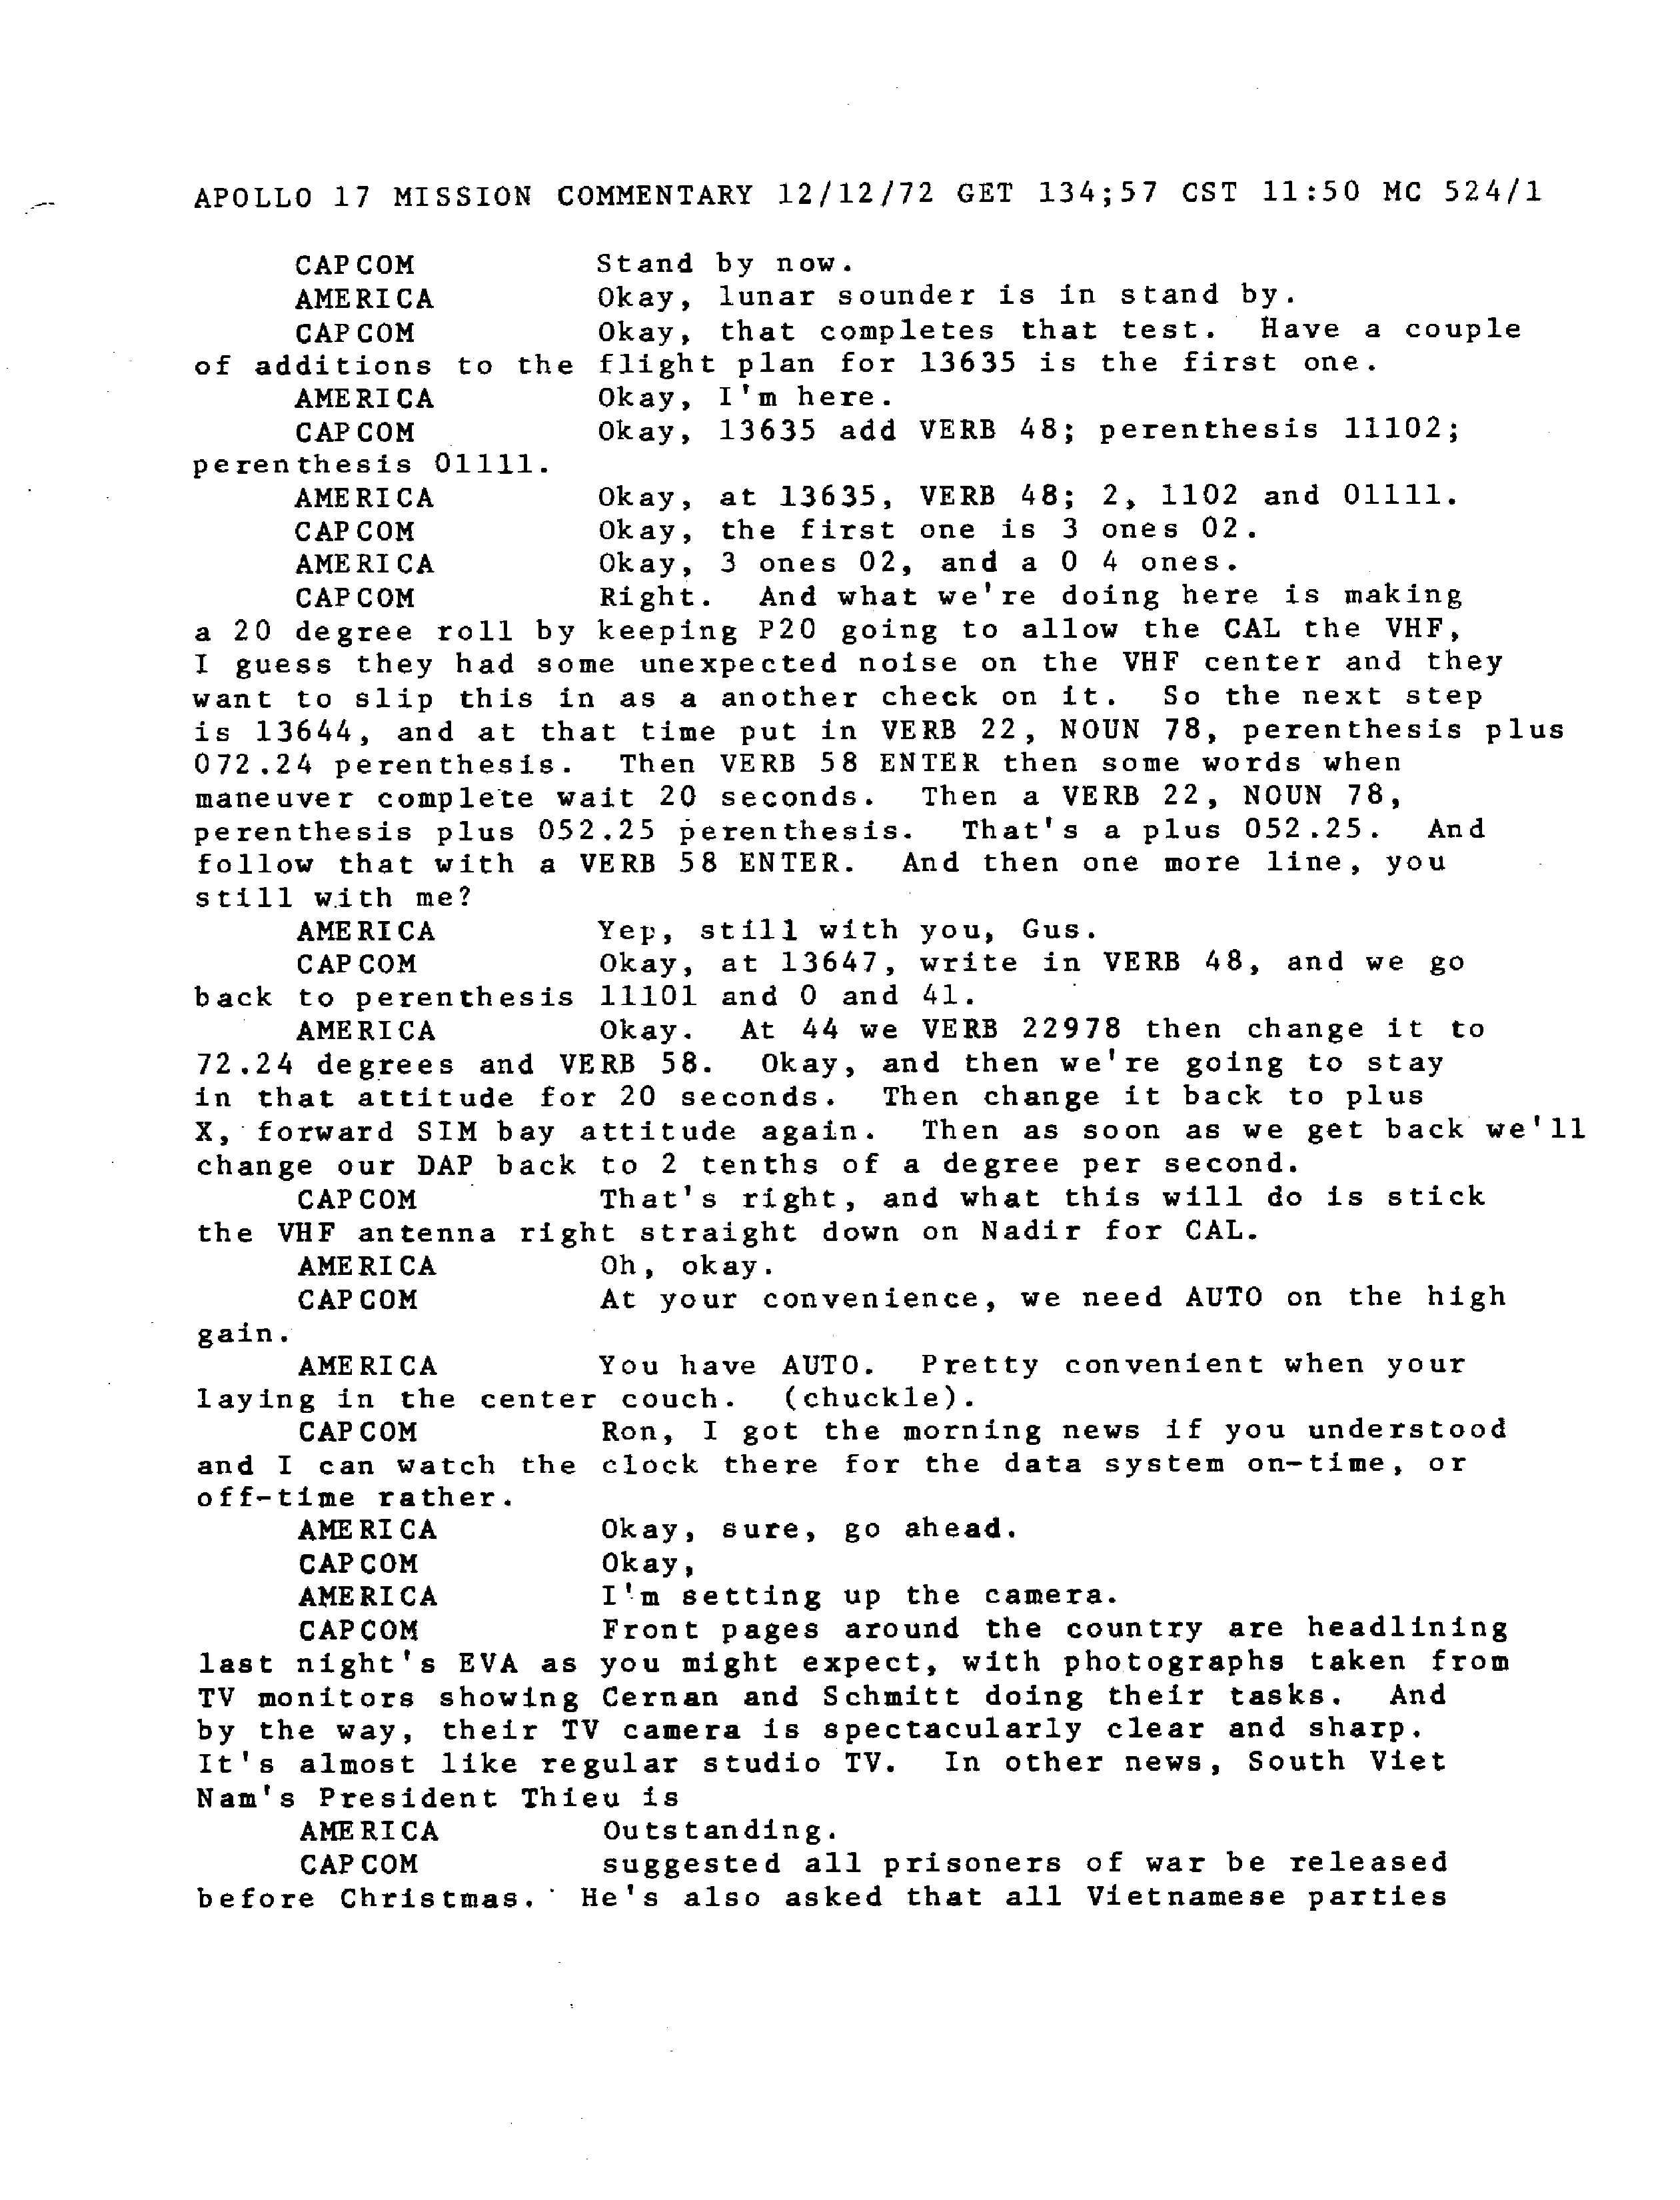 APOLLO 17 MISSION COMMENTARY 12/12/72 GET 134;57 CST 11:50 MC 524/1
CAPCOM Stand by now.
AMERICA Okay, lunar sounder is in stand by.
CAPCOM Okay, that completes that test. Have a couple
of additions to the flight plan for 13635 is the first one.
AMERICA Okay, I'm here.
CAPCOM Okay, 13635 add VERB 48; perenthesis 11102;
perenthesis 01111.
AMERICA Okay, at 13635, VERB 48; 2, 1102 and 01111.
CAPCOM Okay, the first one is 3 ones 02.
AMERICA Okay, 3 ones 02, and a 0 4 ones.
CAPCOM Right. And what we're doing here is making
a 20 degree roll by keeping P20 going to allow the CAL the VHF,
I guess they had some unexpected noise on the VHF center and they
want to slip this in as a another check on it. So the next step
is 13644, and at that time put in VERB 22, NOUN 78, perenthesis plus
072.24 perenthesis. Then VERB 58 ENTER then some words when
maneuver complete wait 20 seconds. Then a VERB 22, NOUN 78,
perenthesis plus 052.25 perenthesis. That's a plus 052.25. And
follow that with a VERB 58 ENTER. And then one more line, you
still with me?
AMERICA Yep, still with you, Gus.
CAPCOM Okay, at 13647, write in VERB 48, and we go
back to perenthesis 11101 and 0 and 41.
AMERICA Okay. At 44 we VERB 22978 then change it to
72.24 degrees and VERB 58. Okay, and then we're going to stay
in that attitude for 20 seconds. Then change it back to plus
X, forward SIM bay attitude again. Then as soon as we get back we'll
change our DAP back to 2 tenths of a degree per second.
CAPCOM That's right, and what this will do is stick
the VHF antenna right straight down on Nadir for CAL.
AMERICA Oh, okay.
CAPCOM At your convenience, we need AUTO on the high
gain.
AMERICA You have AUTO. Pretty convenient when your
laying in the center couch. (chuckle).
CAPCOM Ron, I got the morning news if you understood
and I can watch the clock there for the data system on-time, or
off-time rather.
AMERICA Okay, sure, go ahead.
CAPCOM Okay,
AMERICA I'm setting up the camera.
CAPCOM Front pages around the country are headlining
last night's EVA as you might expect, with photographs taken from
TV monitors showing Cernan and Schmitt doing their tasks. And
by the way, their TV camera is spectacularly clear and sharp.
It's almost like regular studio TV. In other news, South Viet
Nam's President Thieu is
AMERICA Outstanding.
CAPCOM suggested all prisoners of war be released
before Christmas. He's also asked that all Vietnamese parties